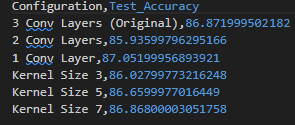 Configuration,Test_Accuracy
3 Conv Layers (Original),86.871999502182
2 Conv Layers,85.93599796295166
1 Conv Layer,87.05199956893921
Kernel Size 3,86.02799773216248
Kernel Size 5,86.6599977016449
Kernel Size 7,86.86800003051758